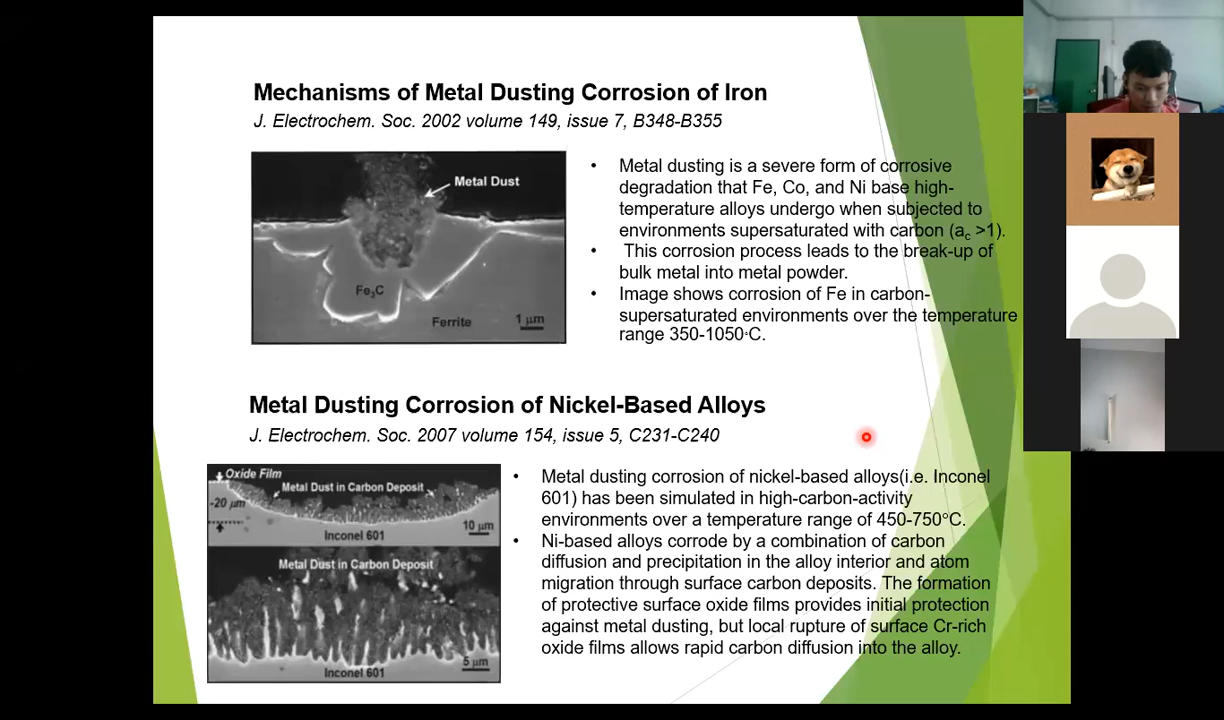 Mechanisms of Metal Dusting Corrosion of Iron
J. Electrochem. Soc. 2002 volume 149, issue 7, B348-B355
Metal Dust
Fe3C
Ferrite
1 μm
• Metal dusting is a severe form of corrosive
degradation that Fe, Co, and Ni base high-
temperature alloys undergo when subjected to
environments supersaturated with carbon (ac >1).
• This corrosion process leads to the break-up of
bulk metal into metal powder.
• Image shows corrosion of Fe in carbon-
supersaturated environments over the temperature
range 350-1050◦C.
Metal Dusting Corrosion of Nickel-Based Alloys
J. Electrochem. Soc. 2007 volume 154, issue 5, C231-C240
Oxide Film
Metal Dust in Carbon Deposit
~20 μm
10 μm
Inconel 601
Metal Dust in Carbon Deposit
5 μm
Inconel 601
• Metal dusting corrosion of nickel-based alloys(i.e. Inconel
601) has been simulated in high-carbon-activity
environments over a temperature range of 450-750°C.
• Ni-based alloys corrode by a combination of carbon
diffusion and precipitation in the alloy interior and atom
migration through surface carbon deposits. The formation
of protective surface oxide films provides initial protection
against metal dusting, but local rupture of surface Cr-rich
oxide films allows rapid carbon diffusion into the alloy.